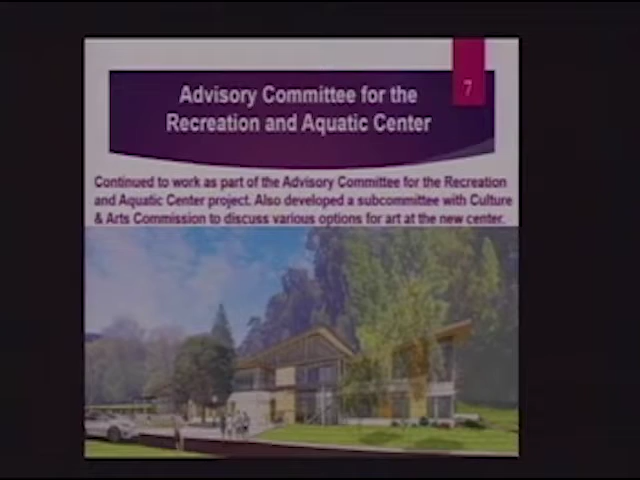 7
Advisory Committee for the
Recreation and Aquatic Center
Continued to work as part of the Advisory Committee for the Recreation
and Aquatic Center project. Also developed a subcommittee with Culture
& Arts Commission to discuss various options for art at the new center.